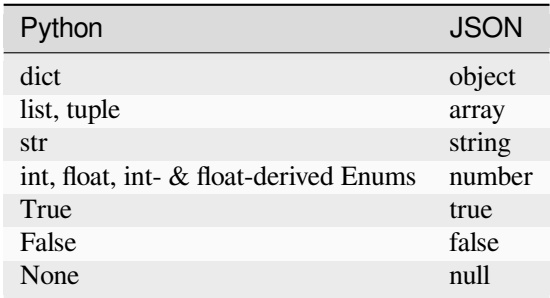 Python JSON
dict object
list, tuple array
str string
int, float, int- & float-derived Enums number
True true
False false
None null